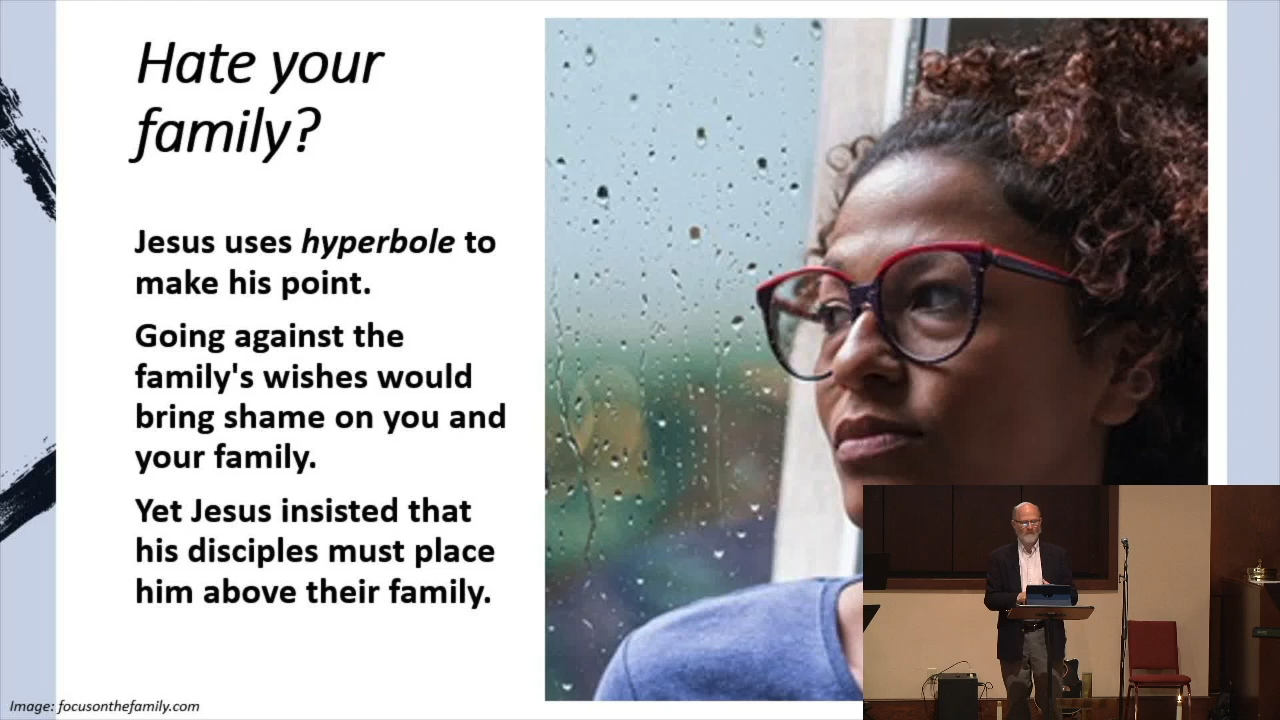 Hate your
family?
Jesus uses hyperbole to
make his point.
Going against the
family's wishes would
bring shame on you and
your family.
Yet Jesus insisted that
his disciples must place
him above their family.
Image: focusonthefamily.com